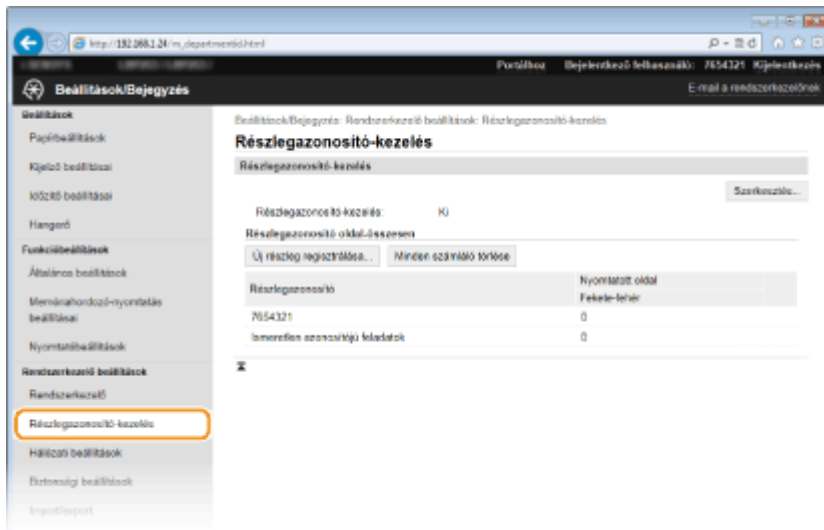 http://192.168.1.24/m_departmentid.html
Portálhoz Bejelentkező felhasználó: 7654321 Kijelentkezés
Beállítások/Bejegyzés
E-mail a rendszerkezelőnek
Beállítások
Papírbeállítások
Kijelző beállításai
Időzítő beállításai
Hangerő
Funkcióbeállítások
Általános beállítások
Memóriahordozó-nyomtatás
beállításai
Nyomtatóbeállítások
Rendszerkezelő beállítások
Rendszerkezelő
Részlegazonosító-kezelés
Hálózati beállítások
Biztonsági beállítások
Import/export
Beállítások/Bejegyzés: Rendszerkezelő beállítások: Részlegazonosító-kezelés
Részlegazonosító-kezelés
Részlegazonosító-kezelés
Szerkesztés...
Részlegazonosító-kezelés: Ki
Részlegazonosító oldal-összesen
Új részleg regisztrálása... Minden számláló törlése
Részlegazonosító
Nyomtatott oldal
Fekete-fehér
7654321 0
Ismeretlen azonosítójú feladatok 0